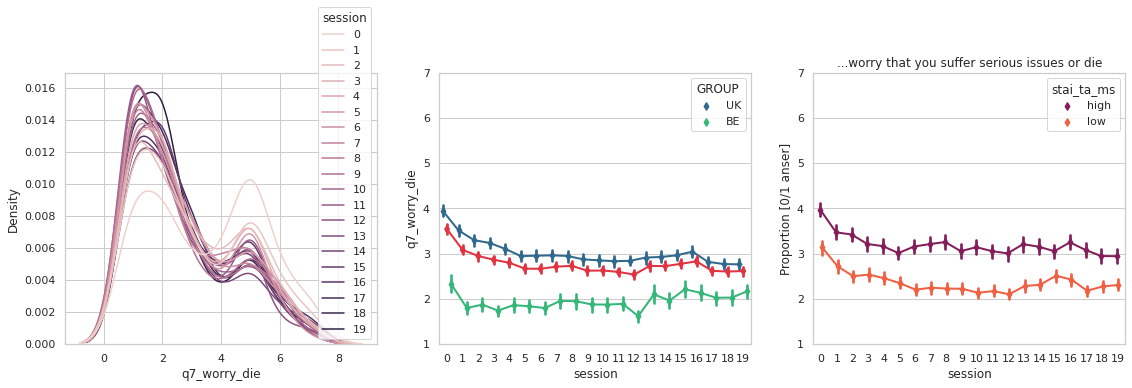 session
0
1
2
3
4
5
6
7
8
9
10
11
12
13
14
15
16
17
18
19
0.016
0.014
0.012
0.010
0.008
0.006
0.004
0.002
0.000
Density
0 2 4 6 8
q7_worry_die
GROUP
UK
BE
7
6
5
4
3
2
1
q7_worry_die
0 1 2 3 4 5 6 7 8 9 10 11 12 13 14 15 16 17 18 19
session
...worry that you suffer serious issues or die
stai_ta_ms
high
low
7
6
5
4
3
2
1
Proportion [0/1 anser]
0 1 2 3 4 5 6 7 8 9 10 11 12 13 14 15 16 17 18 19
session